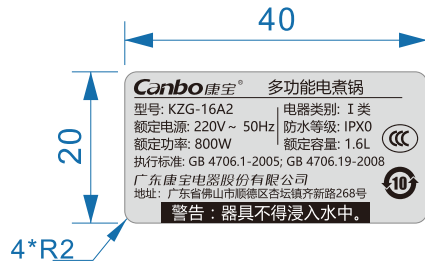 40
20
4*R2
Canbo康宝® 多功能电煮锅
型号: KZG-16A2 电器类别: I 类
额定电源: 220V~ 50Hz 防水等级: IPX0
额定功率: 800W 额定容量: 1.6L
CCC
执行标准: GB 4706.1-2005; GB 4706.19-2008
广东康宝电器股份有限公司
地址: 广东省佛山市顺德区杏坛镇齐新路268号
10
警告：器具不得浸入水中。